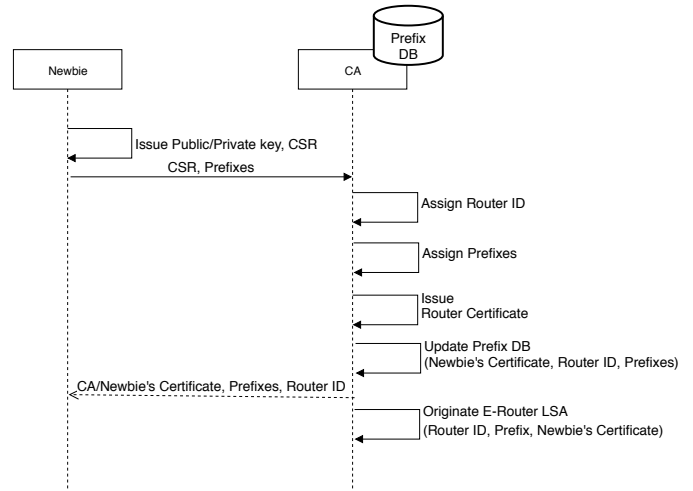 Prefix
DB
Newbie
CA
Issue Public/Private key, CSR
CSR, Prefixes
Assign Router ID
Assign Prefixes
Issue
Router Certificate
Update Prefix DB
(Newbie's Certificate, Router ID, Prefixes)
CA/Newbie's Certificate, Prefixes, Router ID
Originate E-Router LSA
(Router ID, Prefix, Newbie's Certificate)